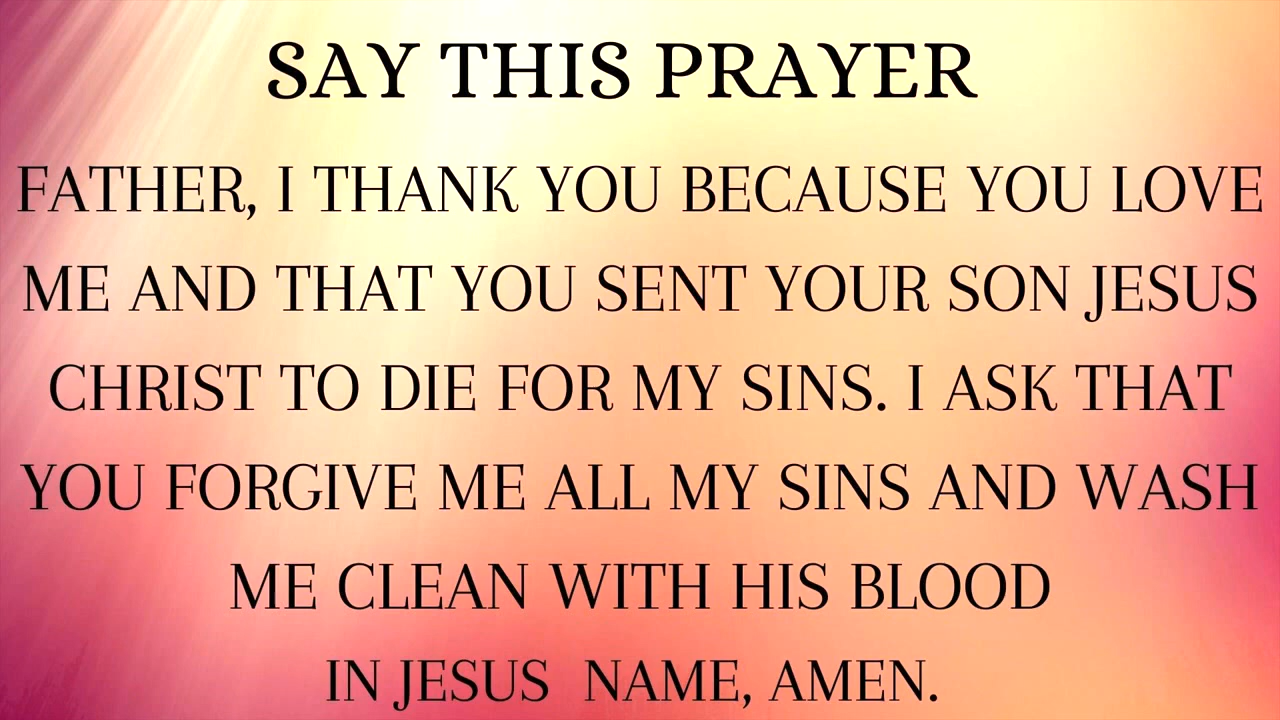 SAY THIS PRAYER
FATHER, I THANK YOU BECAUSE YOU LOVE
ME AND THAT YOU SENT YOUR SON JESUS
CHRIST TO DIE FOR MY SINS. I ASK THAT
YOU FORGIVE ME ALL MY SINS AND WASH
ME CLEAN WITH HIS BLOOD
IN JESUS  NAME, AMEN.